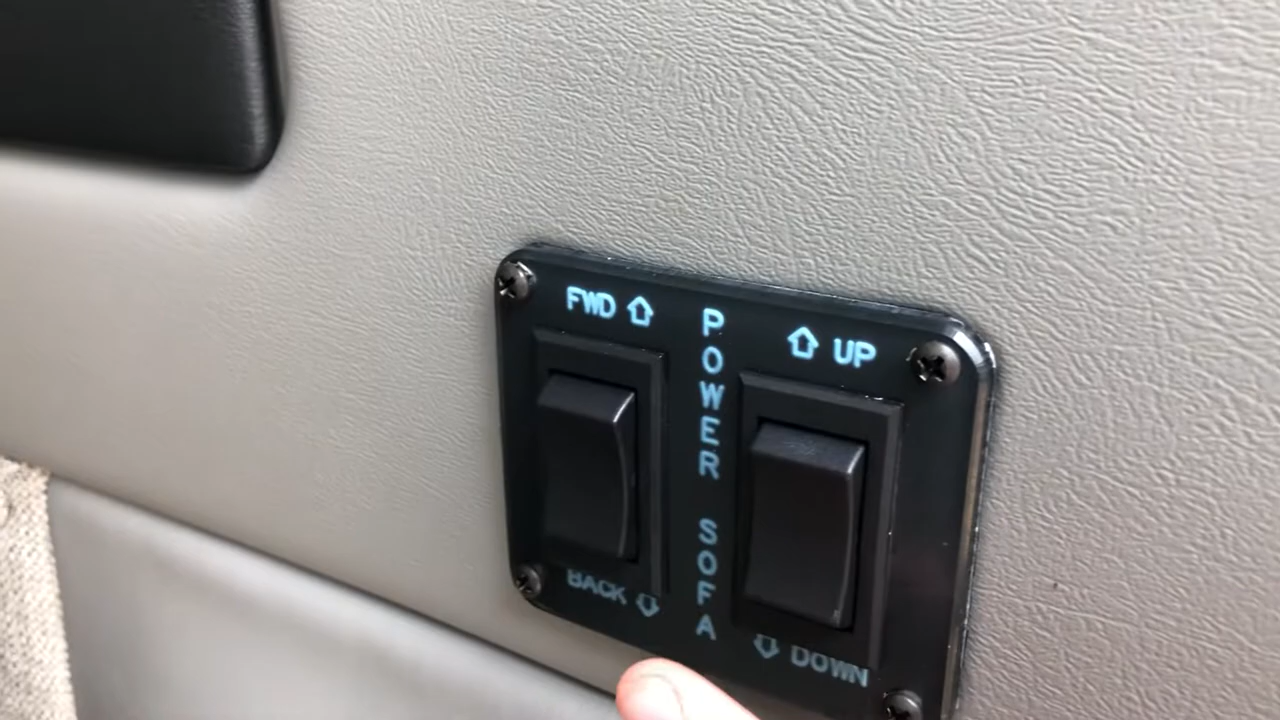 FWD ⇧
⇧ UP
POWER SOFA
BACK ⇩
⇩ DOWN